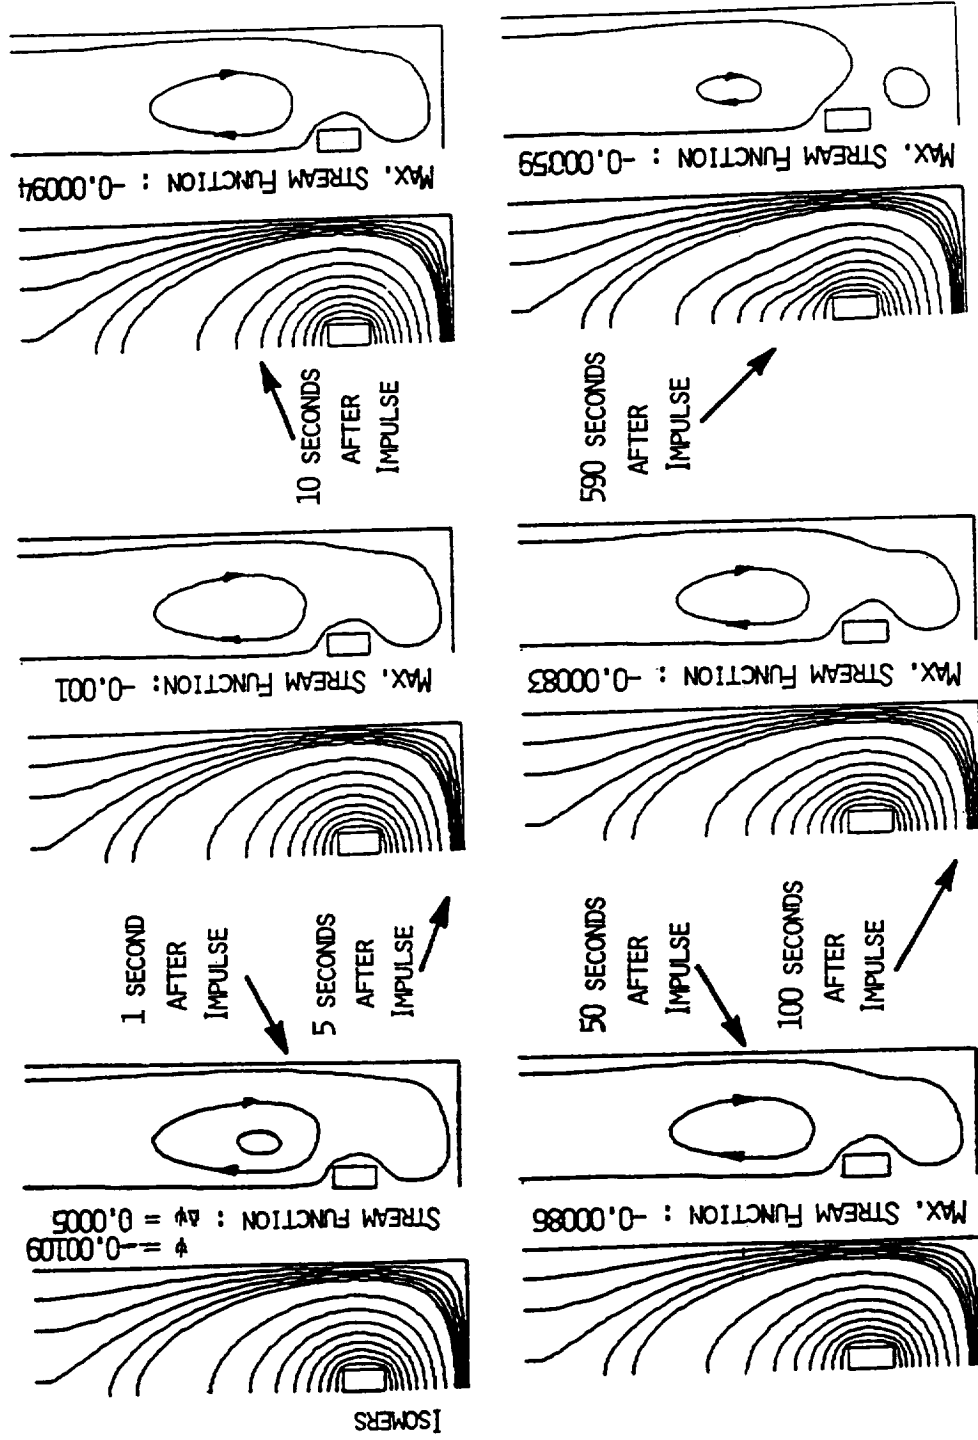 ISOMERS
ψ = -0.00109
STREAM FUNCTION : Δψ = 0.0005
1 SECOND
AFTER
IMPULSE
5 SECONDS
AFTER
IMPULSE
MAX. STREAM FUNCTION: -0.001
10 SECONDS
AFTER
IMPULSE
MAX. STREAM FUNCTION : -0.00094
MAX. STREAM FUNCTION : -0.00086
50 SECONDS
AFTER
IMPULSE
100 SECONDS
AFTER
IMPULSE
MAX. STREAM FUNCTION : -0.00083
590 SECONDS
AFTER
IMPULSE
MAX. STREAM FUNCTION : -0.00059